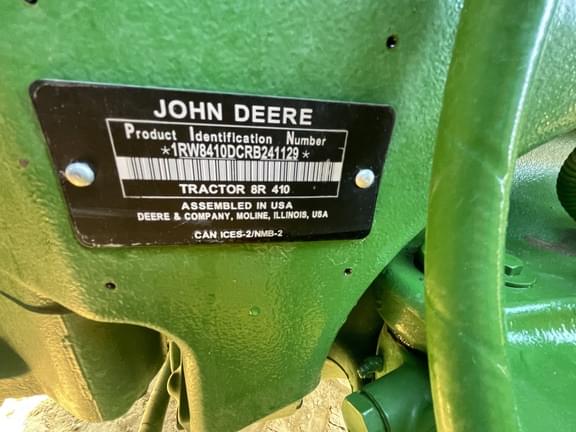 JOHN DEERE
Product Identification Number
*1RW8410DCRB241129*
TRACTOR 8R 410
ASSEMBLED IN USA
DEERE & COMPANY, MOLINE, ILLINOIS, USA
CAN ICES-2/NMB-2